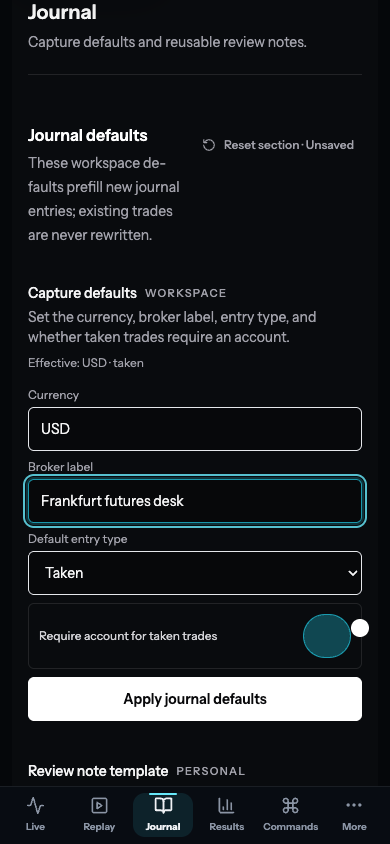 Journal
Capture defaults and reusable review notes.
Journal defaults
Reset section · Unsaved
These workspace de-
faults prefill new journal
entries; existing trades
are never rewritten.
Capture defaults WORKSPACE
Set the currency, broker label, entry type, and
whether taken trades require an account.
Effective: USD · taken
Currency
USD
Broker label
Frankfurt futures desk
Default entry type
Taken
Require account for taken trades
Apply journal defaults
Review note template PERSONAL
Live Replay Journal Results Commands More